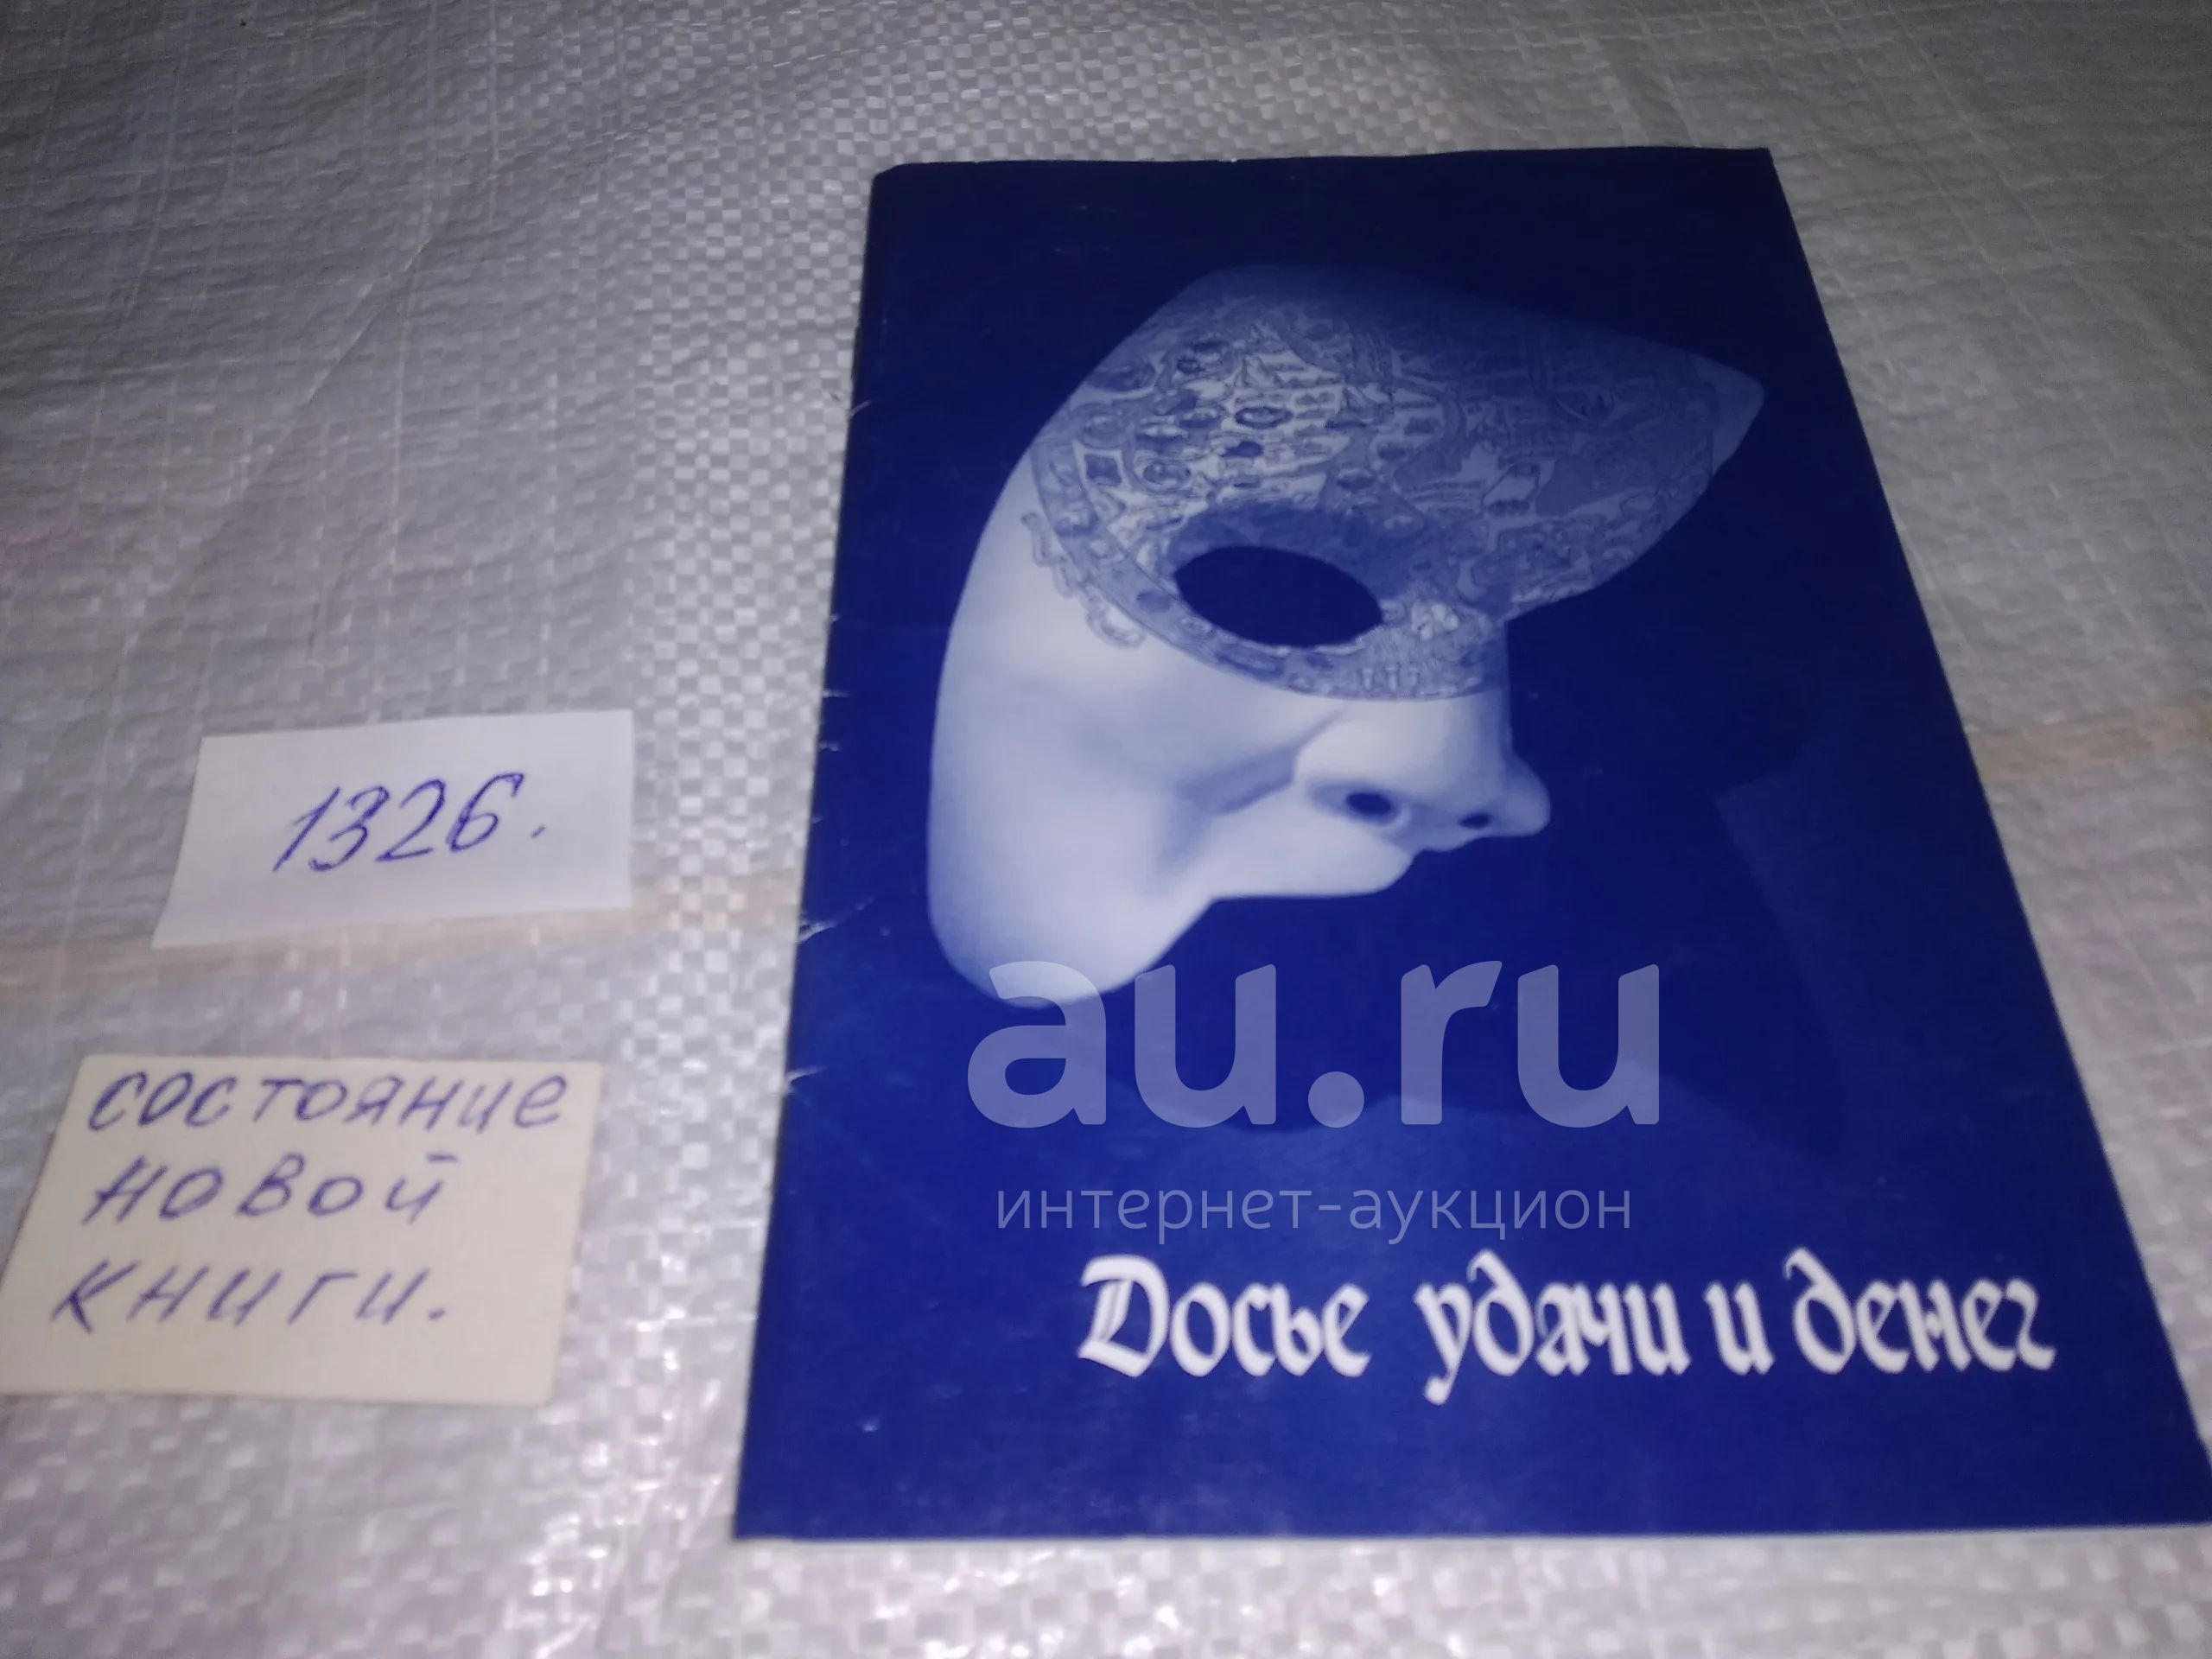 1326.
состояние
новой
книги.
au.ru
интернет-аукцион
Досье удачи и денег